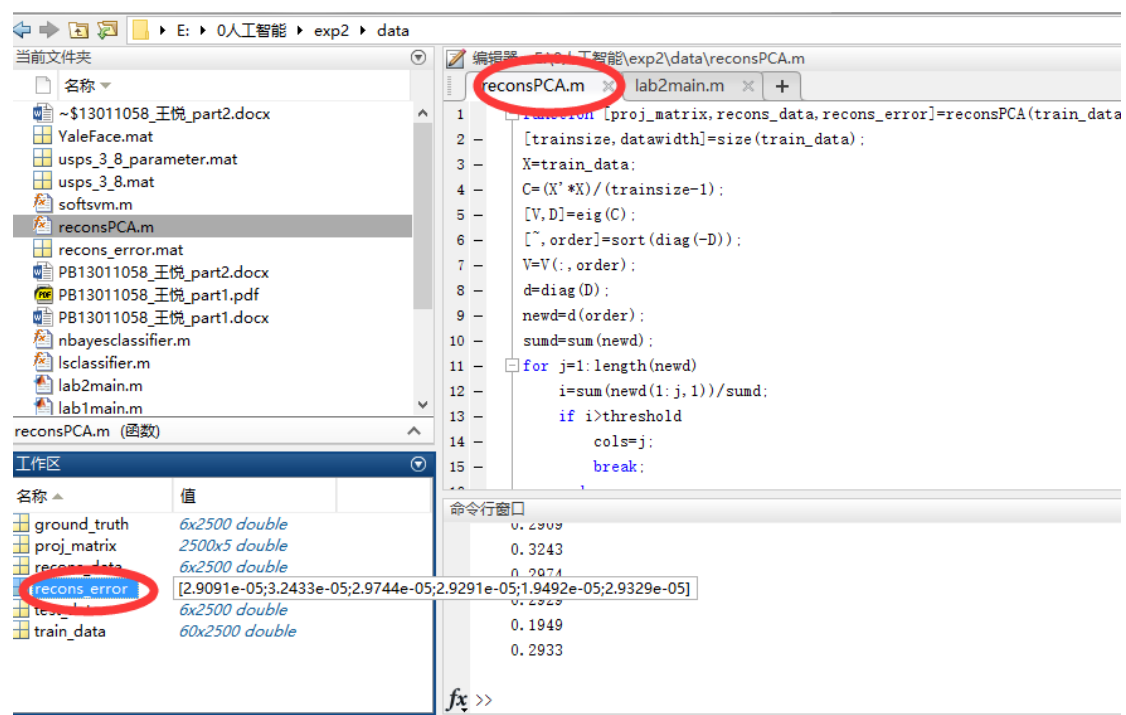 E: 0人工智能 exp2 data
当前文件夹
名称
~$13011058_王悦_part2.docx
YaleFace.mat
usps_3_8_parameter.mat
usps_3_8.mat
softsvm.m
reconsPCA.m
recons_error.mat
PB13011058_王悦_part2.docx
PB13011058_王悦_part1.pdf
PB13011058_王悦_part1.docx
nbayesclassifier.m
lsclassifier.m
lab2main.m
lab1main.m
reconsPCA.m (函数)
工作区
名称 值
ground_truth 6x2500 double
proj_matrix 2500x5 double
recons_data 6x2500 double
recons_error [2.9091e-05;3.2433e-05;2.9744e-05;2.9291e-05;1.9492e-05;2.9329e-05]
test_data 6x2500 double
train_data 60x2500 double
编辑器 - E:\0人工智能\exp2\data\reconsPCA.m
reconsPCA.m × lab2main.m × +
1 function [proj_matrix,recons_data,recons_error]=reconsPCA(train_data
2 – [trainsize,datawidth]=size(train_data);
3 – X=train_data;
4 – C=(X'*X)/(trainsize-1);
5 – [V,D]=eig(C);
6 – [~,order]=sort(diag(-D));
7 – V=V(:,order);
8 – d=diag(D);
9 – newd=d(order);
10 – sumd=sum(newd);
11 – for j=1:length(newd)
12 – i=sum(newd(1:j,1))/sumd;
13 – if i>threshold
14 – cols=j;
15 – break;
命令行窗口
0.2909
0.3243
0.2974
0.2929
0.1949
0.2933
fx >>